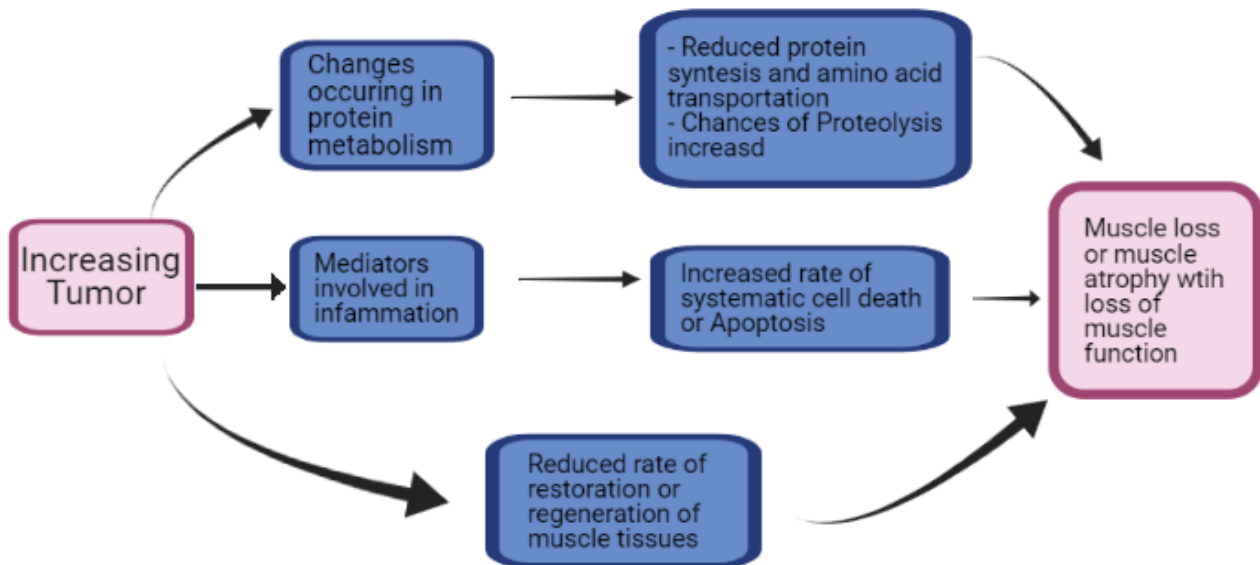 Changes
occuring in
protein
metabolism
- Reduced protein
syntesis and amino acid
transportation
- Chances of Proteolysis
increasd
Increasing
Tumor
Mediators
involved in
infammation
Increased rate of
systematic cell death
or Apoptosis
Muscle loss
or muscle
atrophy wtih
loss of
muscle
function
Reduced rate of
restoration or
regeneration of
muscle tissues